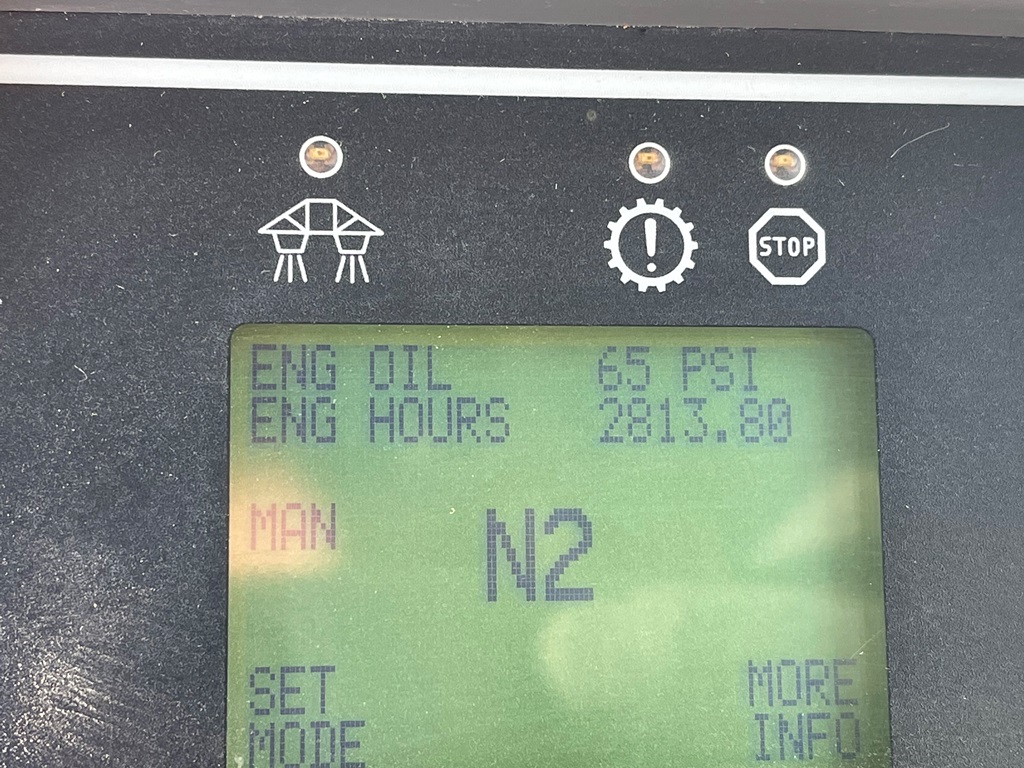 STOP
ENG OIL 65 PSI
ENG HOURS 2813.80
MAN N2
SET MORE
MODE INFO